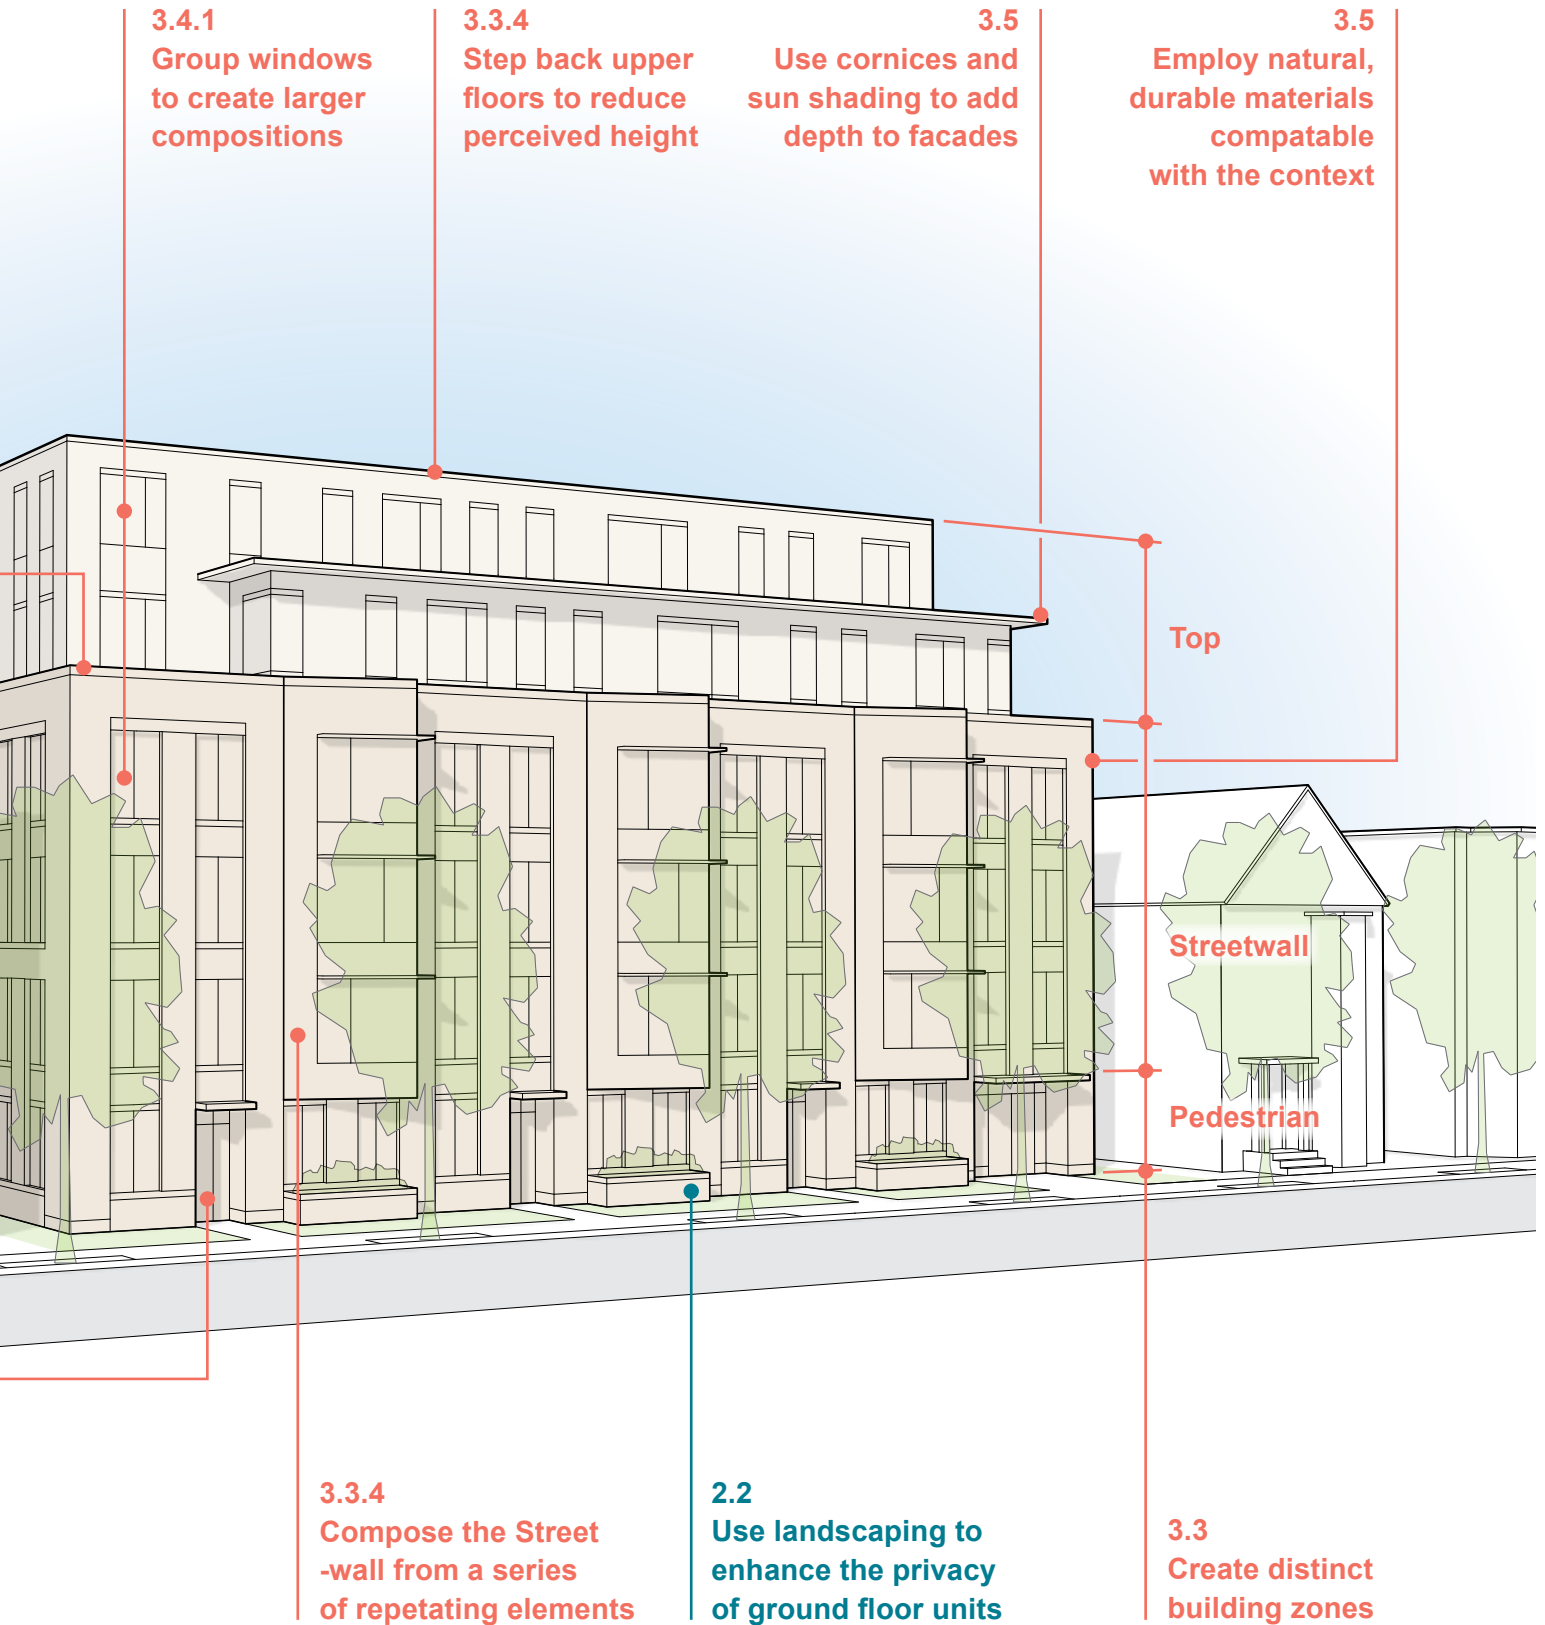 3.4.1
Group windows
to create larger
compositions
3.3.4
Step back upper
floors to reduce
perceived height
3.5
Use cornices and
sun shading to add
depth to facades
3.5
Employ natural,
durable materials
compatable
with the context
Top
Streetwall
Pedestrian
3.3.4
Compose the Street
-wall from a series
of repetating elements
2.2
Use landscaping to
enhance the privacy
of ground floor units
3.3
Create distinct
building zones